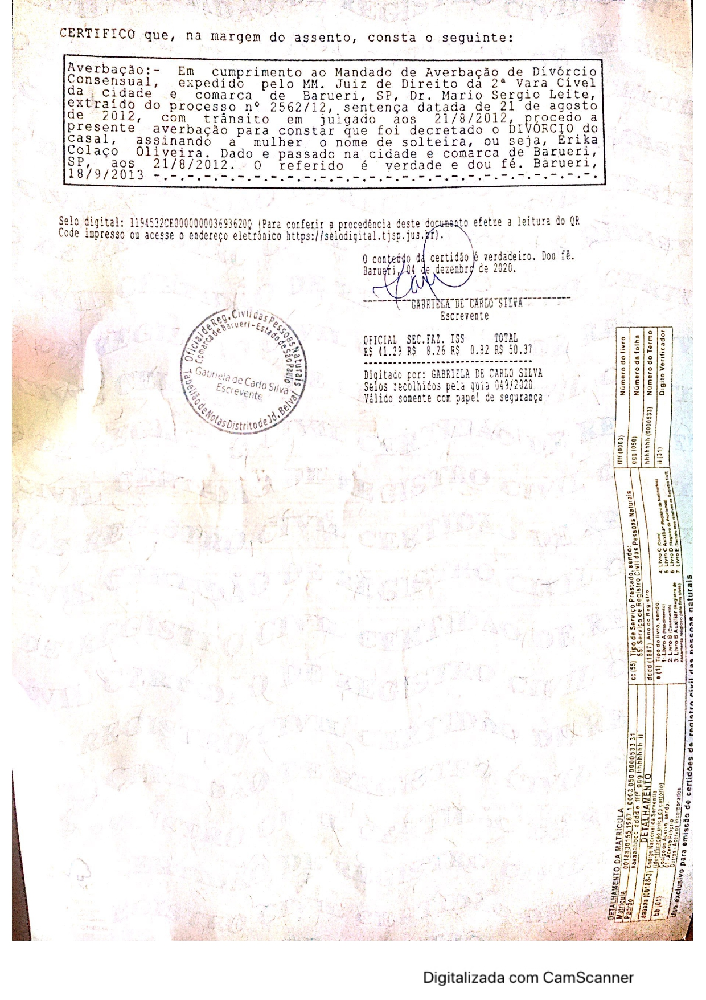 CERTIFICO que, na margem do assento, consta o seguinte:
Averbação:- Em cumprimento ao Mandado de Averbação de Divórcio
Consensual, expedido pelo MM. Juiz de Direito da 2ª Vara Cível
da cidade e comarca de Barueri, SP, Dr. Mario Sergio Leite,
extraído do processo nº 2562/12, sentença datada de 21 de agosto
de 2012, com trânsito em julgado aos 21/8/2012, procedo a
presente averbação para constar que foi decretado o DIVÓRCIO do
casal, assinando a mulher o nome de solteira, ou seja, Érika
Colaço Oliveira. Dado e passado na cidade e comarca de Barueri,
SP, aos 21/8/2012. O referido é verdade e dou fé. Barueri,
18/9/2013 -.-.-.-.-.-.-.-.-.-.-.-.-.-.-.-.-.-.-.-.-.-.-.-.-.-.-.
Selo digital: 1194532CE0000000036936200 (Para conferir a procedência deste documento efetue a leitura do QR
Code impresso ou acesse o endereço eletrônico https://selodigital.tjsp.jus.br).
O conteúdo da certidão é verdadeiro. Dou fé.
Barueri, 04 de dezembro de 2020.
GABRIELA DE CARLO SILVA
Escrevente
Oficial de Reg. Civil das Pessoas Naturais /
Comarca de Barueri - Estado de São Paulo
Gabriela de Carlo Silva
Escrevente
Tabelião de Notas Distrito de Jd. Belval
OFICIAL SEC.FAZ. ISS TOTAL
R$ 41.29 R$ 8.26 R$ 0.82 R$ 50.37
Digitado por: GABRIELA DE CARLO SILVA
Selos recolhidos pela guia 049/2020
Válido somente com papel de segurança
DETALHAMENTO DA MATRÍCULA
Matrícula 00188301551987 1 0003 050 0000533 31
Padrão aaaaaabbcc dddd e ffff ggg hhhhhhh ii
DETALHAMENTO
aaaaaa (00188-3) Código Nacional da Serventia
(identificação única do cartório)
bb (01) Código do Acervo, sendo:
01 - Acervo Próprio
Outros - Acervos Incorporados
cc (55) Tipo de Serviço Prestado, sendo:
55: Serviço de Registro Civil das Pessoas Naturais
dddd (1987) Ano do Registro
e (1) Tipo do livro, sendo:
1: Livro A (Nascimento)
2: Livro B (Casamento)
3: Livro B Auxiliar (Registro de
casamento religioso para fins civis)
4: Livro C (Óbito)
5: Livro C Auxiliar (Registro de Natimortos)
6: Livro D (Registro de Proclamas)
7: Livro E (Demais atos relativos ao Registro Civil)
ffff (0003) Número do livro
ggg (050) Número da folha
hhhhhhh (0000533) Número do Termo
ii (31) Dígito Verificador
Uso exclusivo para emissão de certidões de registro civil das pessoas naturais
Digitalizada com CamScanner